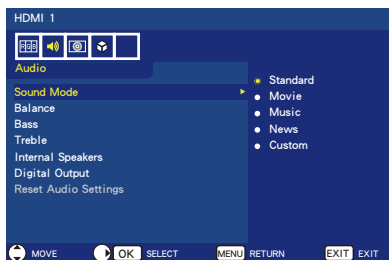 HDMI 1
RGB
Audio
Sound Mode
Balance
Bass
Treble
Internal Speakers
Digital Output
Reset Audio Settings
Standard
Movie
Music
News
Custom
MOVE OK SELECT MENU RETURN EXIT EXIT